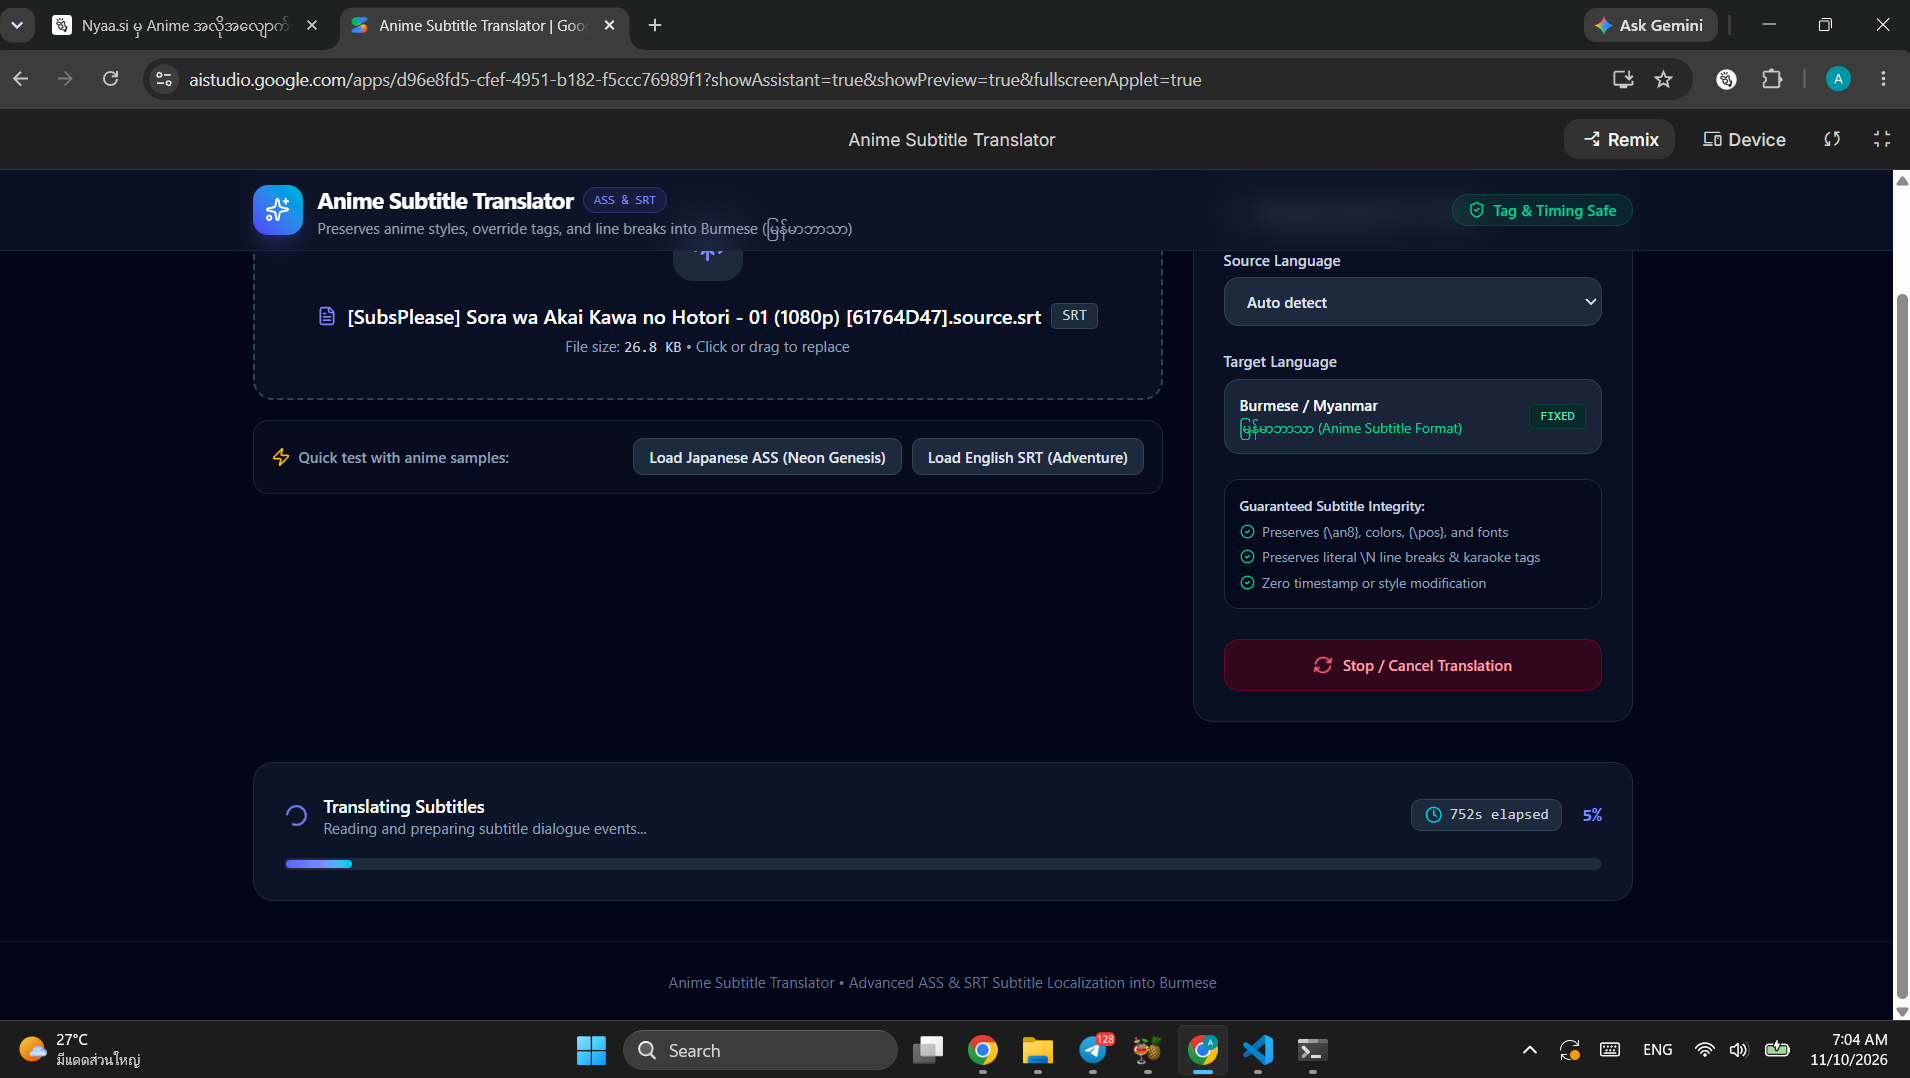 Nyaa.si မှ Anime အလိုအလျောက်
Anime Subtitle Translator | Goo
Ask Gemini
aistudio.google.com/apps/d96e8fd5-cfef-4951-b182-f5ccc76989f1?showAssistant=true&showPreview=true&fullscreenApplet=true
A
Anime Subtitle Translator
Remix
Device
Anime Subtitle Translator
ASS & SRT
Preserves anime styles, override tags, and line breaks into Burmese (မြန်မာဘာသာ)
Tag & Timing Safe
[SubsPlease] Sora wa Akai Kawa no Hotori - 01 (1080p) [61764D47].source.srt
SRT
File size: 26.8 KB • Click or drag to replace
Quick test with anime samples:
Load Japanese ASS (Neon Genesis)
Load English SRT (Adventure)
Source Language
Auto detect
Target Language
Burmese / Myanmar
မြန်မာဘာသာ (Anime Subtitle Format)
FIXED
Guaranteed Subtitle Integrity:
Preserves {\an8}, colors, {\pos}, and fonts
Preserves literal \N line breaks & karaoke tags
Zero timestamp or style modification
Stop / Cancel Translation
Translating Subtitles
Reading and preparing subtitle dialogue events...
752s elapsed
5%
Anime Subtitle Translator • Advanced ASS & SRT Subtitle Localization into Burmese
27°C
มีแดดส่วนใหญ่
Search
128
A
ENG
7:04 AM
11/10/2026